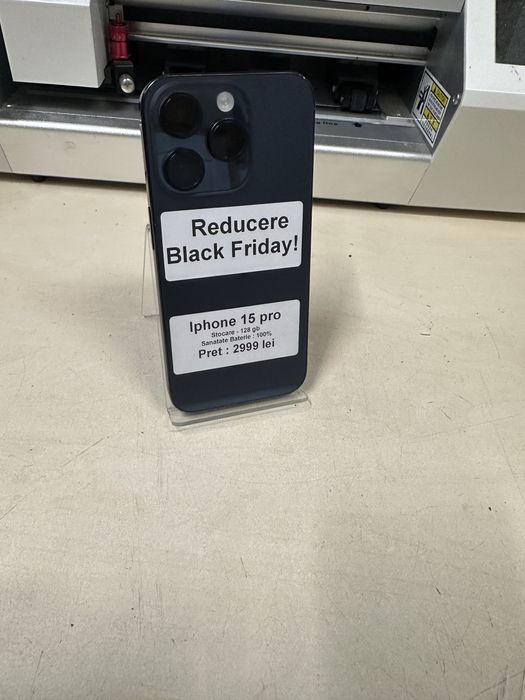 Reducere
Black Friday!
Iphone 15 pro
Stocare - 128 gb
Sanatate Baterie : 100%
Pret : 2999 lei